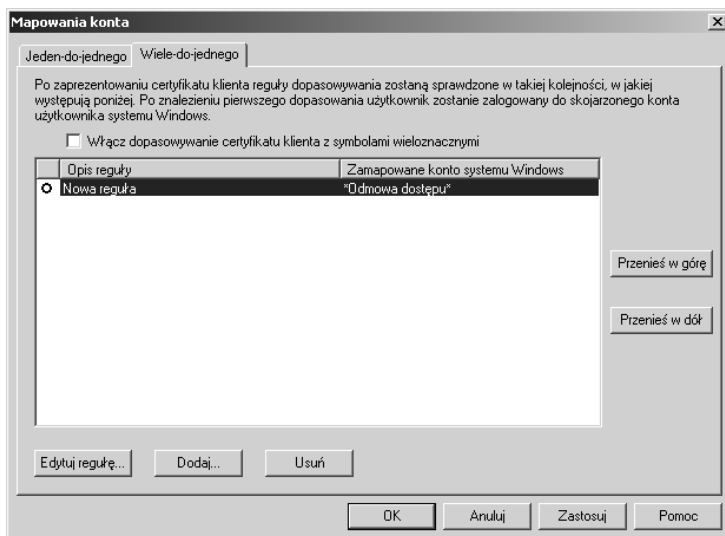 Mapowania konta
Jeden-do-jednego Wiele-do-jednego
Po zaprezentowaniu certyfikatu klienta reguły dopasowywania zostaną sprawdzone w takiej kolejności, w jakiej
występują poniżej. Po znalezieniu pierwszego dopasowania użytkownik zostanie zalogowany do skojarzonego konta
użytkownika systemu Windows.
Włącz dopasowywanie certyfikatu klienta z symbolami wieloznacznymi
Opis reguły Zamapowane konto systemu Windows
Nowa reguła *Odmowa dostępu*
Przenieś w górę
Przenieś w dół
Edytuj regułę... Dodaj... Usuń
OK Anuluj Zastosuj Pomoc